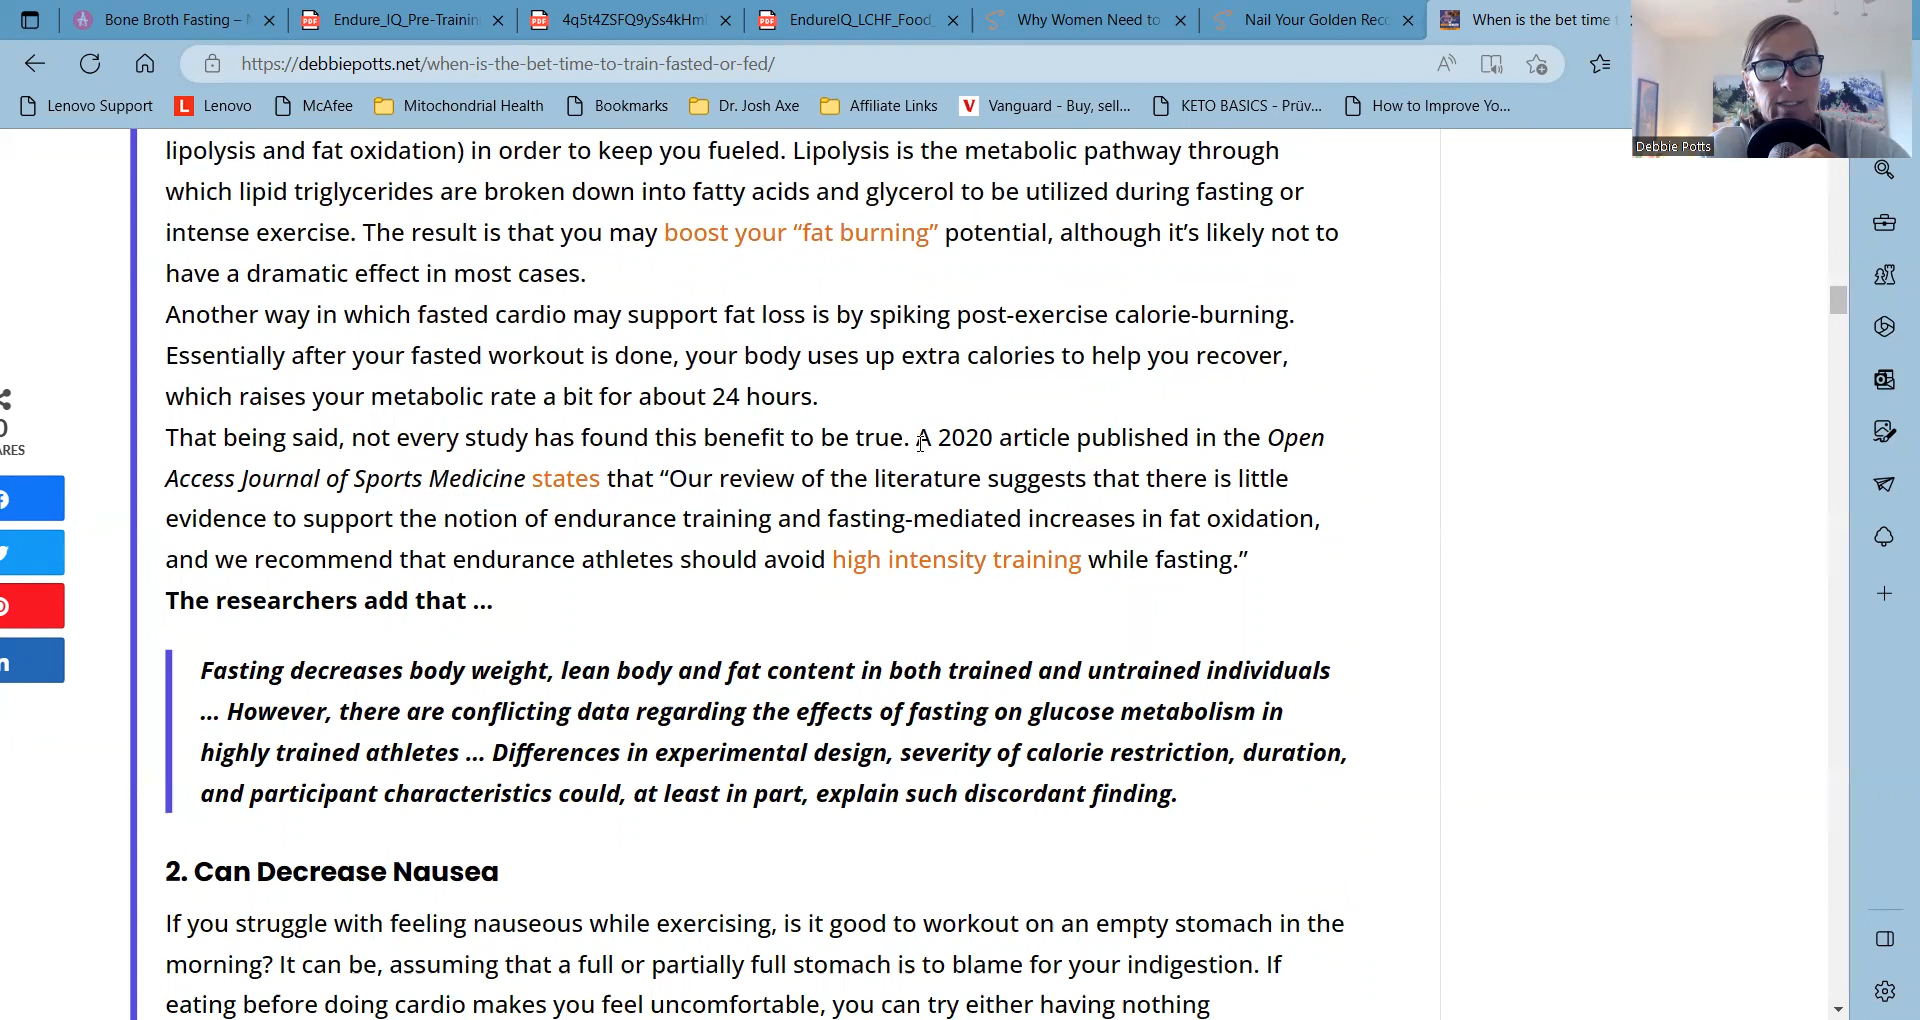 Bone Broth Fasting –
Endure_IQ_Pre-Trainin
4q5t4ZSFQ9ySs4kHm
EndureIQ_LCHF_Food_
Why Women Need to
Nail Your Golden Rec
When is the bet time
https://debbiepotts.net/when-is-the-bet-time-to-train-fasted-or-fed/
Lenovo Support
L Lenovo
McAfee
Mitochondrial Health
Bookmarks
Dr. Josh Axe
Affiliate Links
V Vanguard - Buy, sell...
KETO BASICS - Prüv...
How to Improve Yo...
Debbie Potts
lipolysis and fat oxidation) in order to keep you fueled. Lipolysis is the metabolic pathway through
which lipid triglycerides are broken down into fatty acids and glycerol to be utilized during fasting or
intense exercise. The result is that you may boost your “fat burning” potential, although it’s likely not to
have a dramatic effect in most cases.
Another way in which fasted cardio may support fat loss is by spiking post-exercise calorie-burning.
Essentially after your fasted workout is done, your body uses up extra calories to help you recover,
which raises your metabolic rate a bit for about 24 hours.
That being said, not every study has found this benefit to be true. A 2020 article published in the Open
Access Journal of Sports Medicine states that “Our review of the literature suggests that there is little
evidence to support the notion of endurance training and fasting-mediated increases in fat oxidation,
and we recommend that endurance athletes should avoid high intensity training while fasting.”
The researchers add that …
Fasting decreases body weight, lean body and fat content in both trained and untrained individuals
… However, there are conflicting data regarding the effects of fasting on glucose metabolism in
highly trained athletes … Differences in experimental design, severity of calorie restriction, duration,
and participant characteristics could, at least in part, explain such discordant finding.
2. Can Decrease Nausea
If you struggle with feeling nauseous while exercising, is it good to workout on an empty stomach in the
morning? It can be, assuming that a full or partially full stomach is to blame for your indigestion. If
eating before doing cardio makes you feel uncomfortable, you can try either having nothing
0
ARES